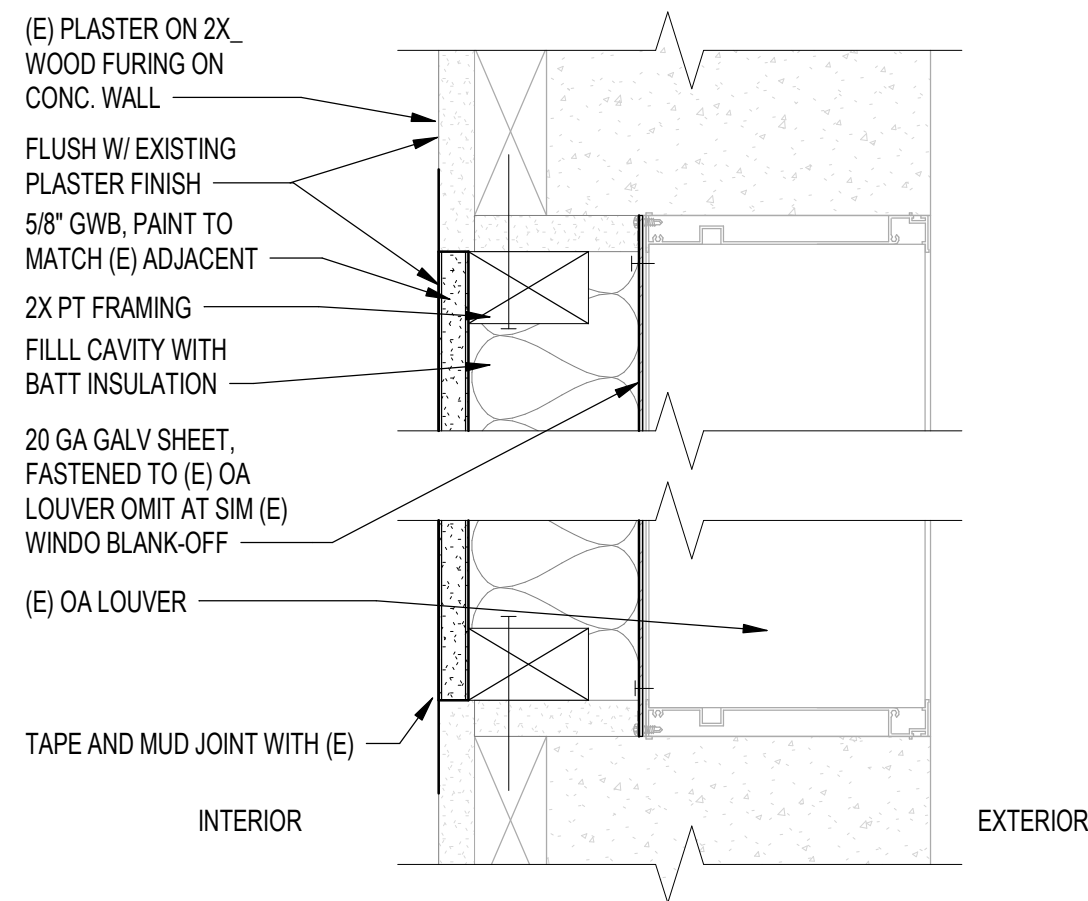 (E) PLASTER ON 2X_
WOOD FURING ON
CONC. WALL
FLUSH W/ EXISTING
PLASTER FINISH
5/8" GWB, PAINT TO
MATCH (E) ADJACENT
2X PT FRAMING
FILLL CAVITY WITH
BATT INSULATION
20 GA GALV SHEET,
FASTENED TO (E) OA
LOUVER OMIT AT SIM (E)
WINDO BLANK-OFF
(E) OA LOUVER
TAPE AND MUD JOINT WITH (E)
INTERIOR
EXTERIOR